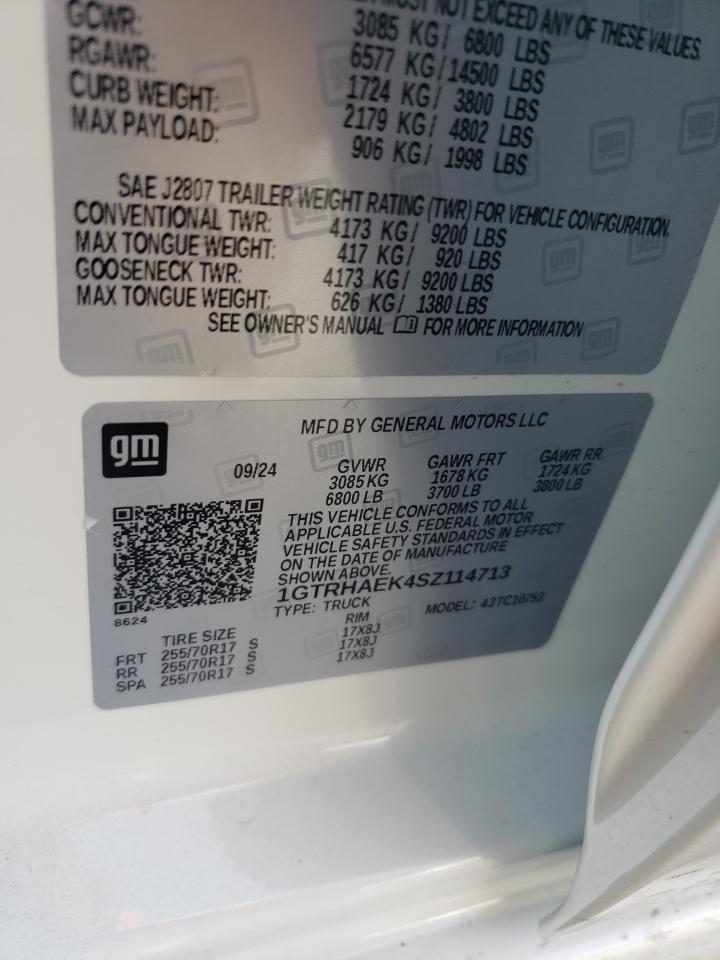 MUST NOT EXCEED ANY OF THESE VALUES.
3085 KG/ 6800 LBS
GCWR: 6577 KG/14500 LBS
RGAWR: 1724 KG/ 3800 LBS
CURB WEIGHT: 2179 KG/ 4802 LBS
MAX PAYLOAD: 906 KG/ 1998 LBS
SAE J2807 TRAILER WEIGHT RATING (TWR) FOR VEHICLE CONFIGURATION.
CONVENTIONAL TWR: 4173 KG/ 9200 LBS
MAX TONGUE WEIGHT: 417 KG/ 920 LBS
GOOSENECK TWR: 4173 KG/ 9200 LBS
MAX TONGUE WEIGHT: 626 KG/ 1380 LBS
SEE OWNER'S MANUAL FOR MORE INFORMATION
gm
MFD BY GENERAL MOTORS LLC
09/24 GVWR GAWR FRT GAWR RR
3085 KG 1678 KG 1724 KG
6800 LB 3700 LB 3800 LB
THIS VEHICLE CONFORMS TO ALL
APPLICABLE U.S. FEDERAL MOTOR
VEHICLE SAFETY STANDARDS IN EFFECT
ON THE DATE OF MANUFACTURE
SHOWN ABOVE.
1GTRHAEK4SZ114713
TYPE: TRUCK MODEL: 43TC10753
8624
TIRE SIZE RIM
FRT 255/70R17 S 17X8J
RR 255/70R17 S 17X8J
SPA 255/70R17 S 17X8J